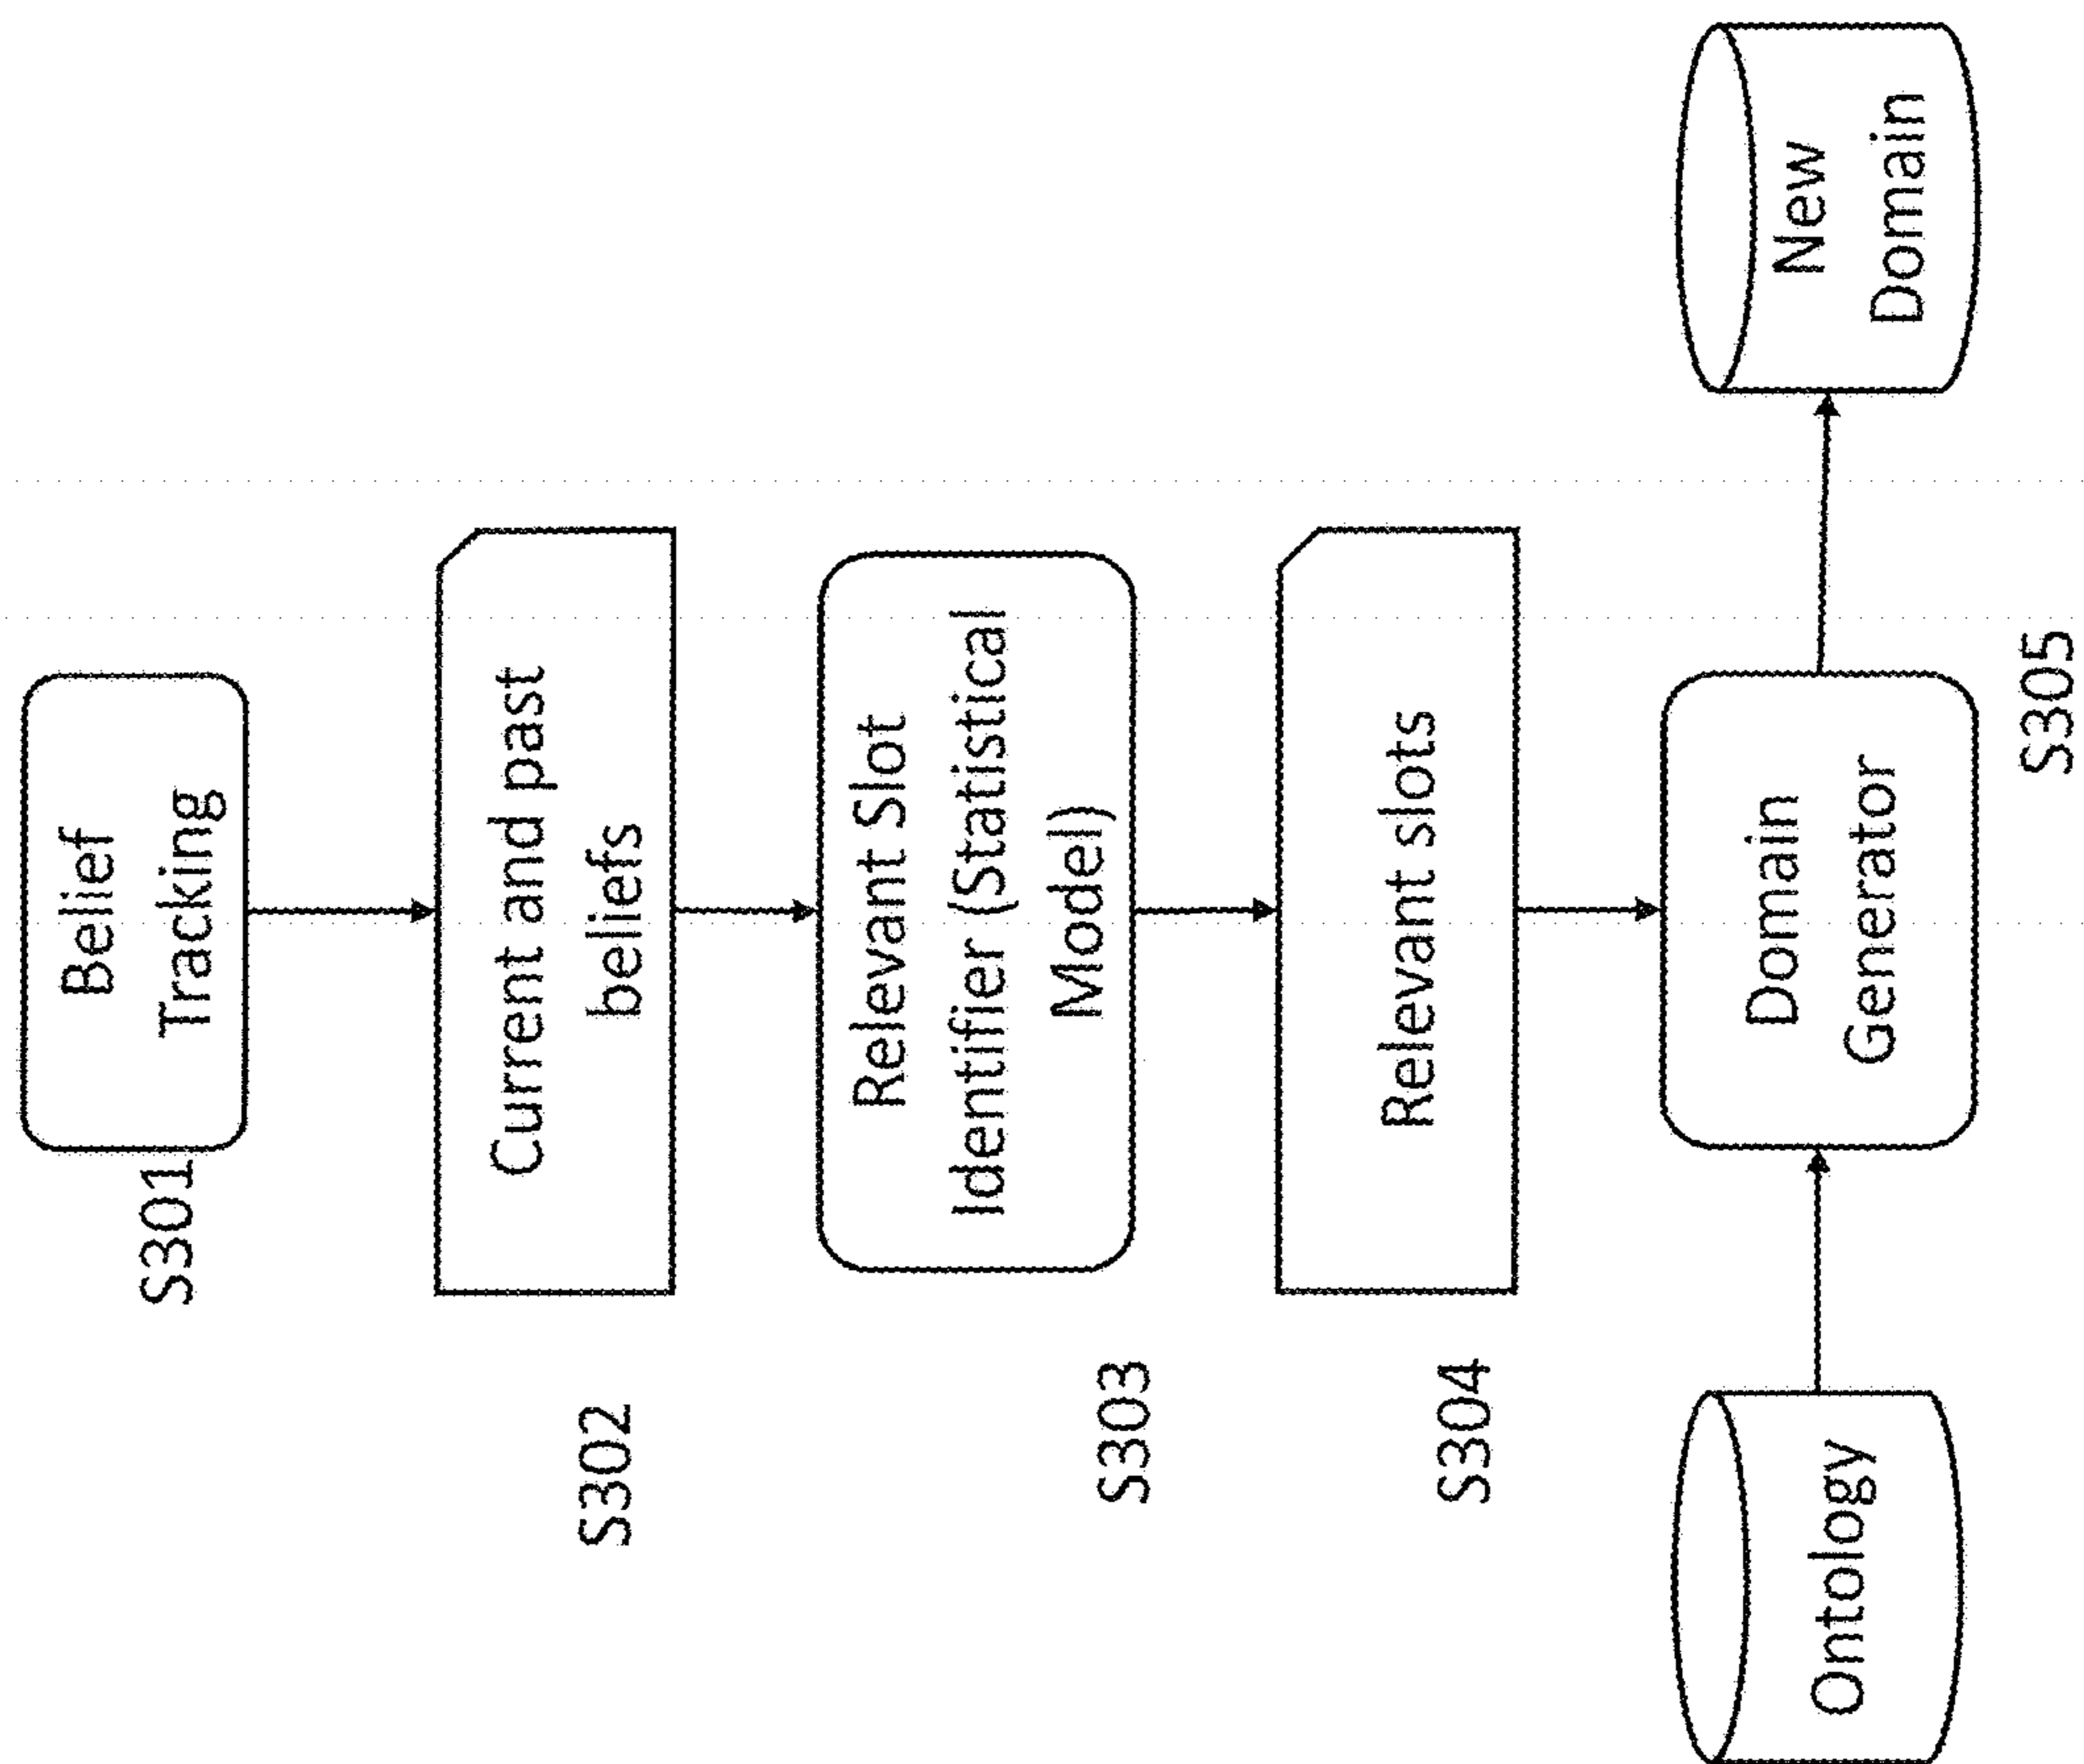 Belief
Tracking
S301
Current and past
beliefs
S302
Relevant Slot
Identifier (Statistical
Model)
S303
Relevant slots
S304
Ontology
Domain
Generator
New
Domain
S305